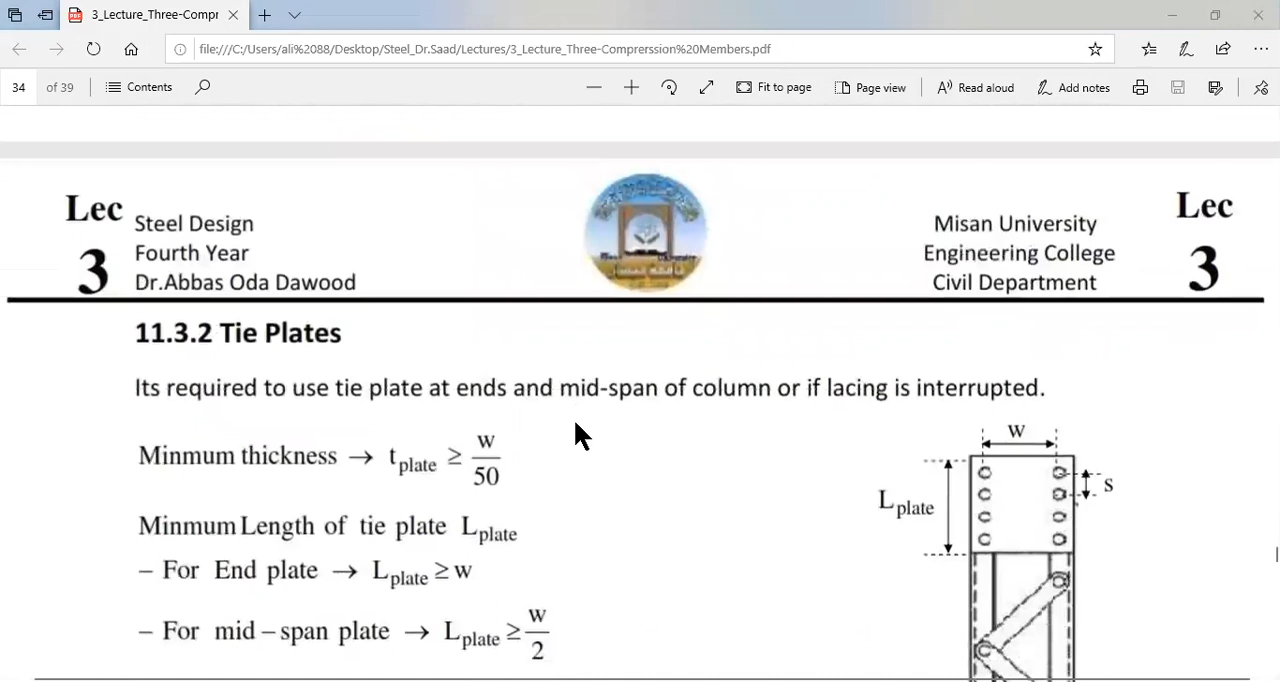 3_Lecture_Three-Compr
file:///C:/Users/ali%2088/Desktop/Steel_Dr.Saad/Lectures/3_Lecture_Three-Comprerssion%20Members.pdf
34 of 39 Contents Fit to page Page view Read aloud Add notes
Lec 3
Steel Design
Fourth Year
Dr.Abbas Oda Dawood
Misan University
Engineering College
Civil Department
Lec 3
11.3.2 Tie Plates
Its required to use tie plate at ends and mid-span of column or if lacing is interrupted.
Minmum thickness → t_plate ≥ w/50
Minmum Length of tie plate L_plate
– For End plate → L_plate ≥ w
– For mid – span plate → L_plate ≥ w/2
w
L_plate
s